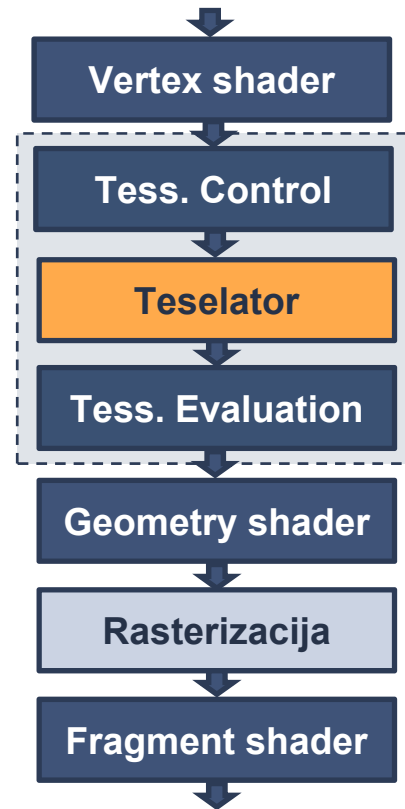 Vertex shader
Tess. Control
Teselator
Tess. Evaluation
Geometry shader
Rasterizacija
Fragment shader